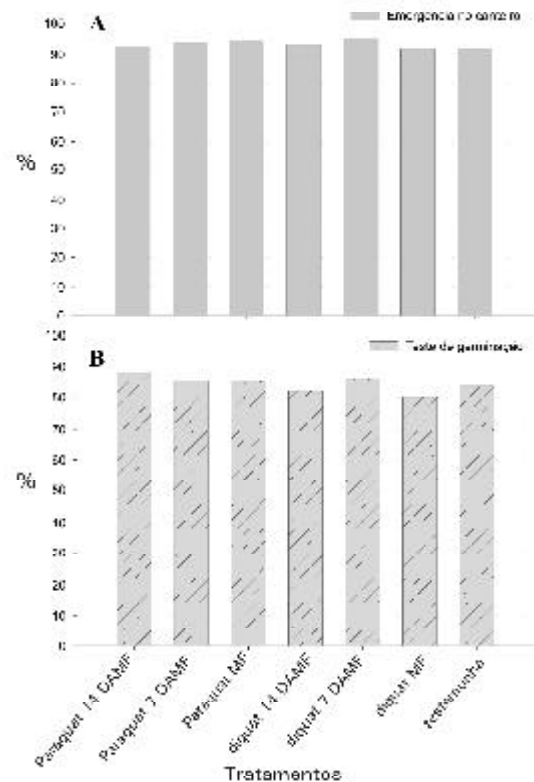 A
Emergência no canteiro
100
90
80
70
60
50
40
30
20
10
0
%
B
Teste de germinação
100
90
80
70
60
50
40
30
20
10
0
%
Paraquat 14 DAMF
Paraquat 7 DAMF
Paraquat MF
diquat 14 DAMF
diquat 7 DAMF
diquat MF
testemunha
Tratamentos